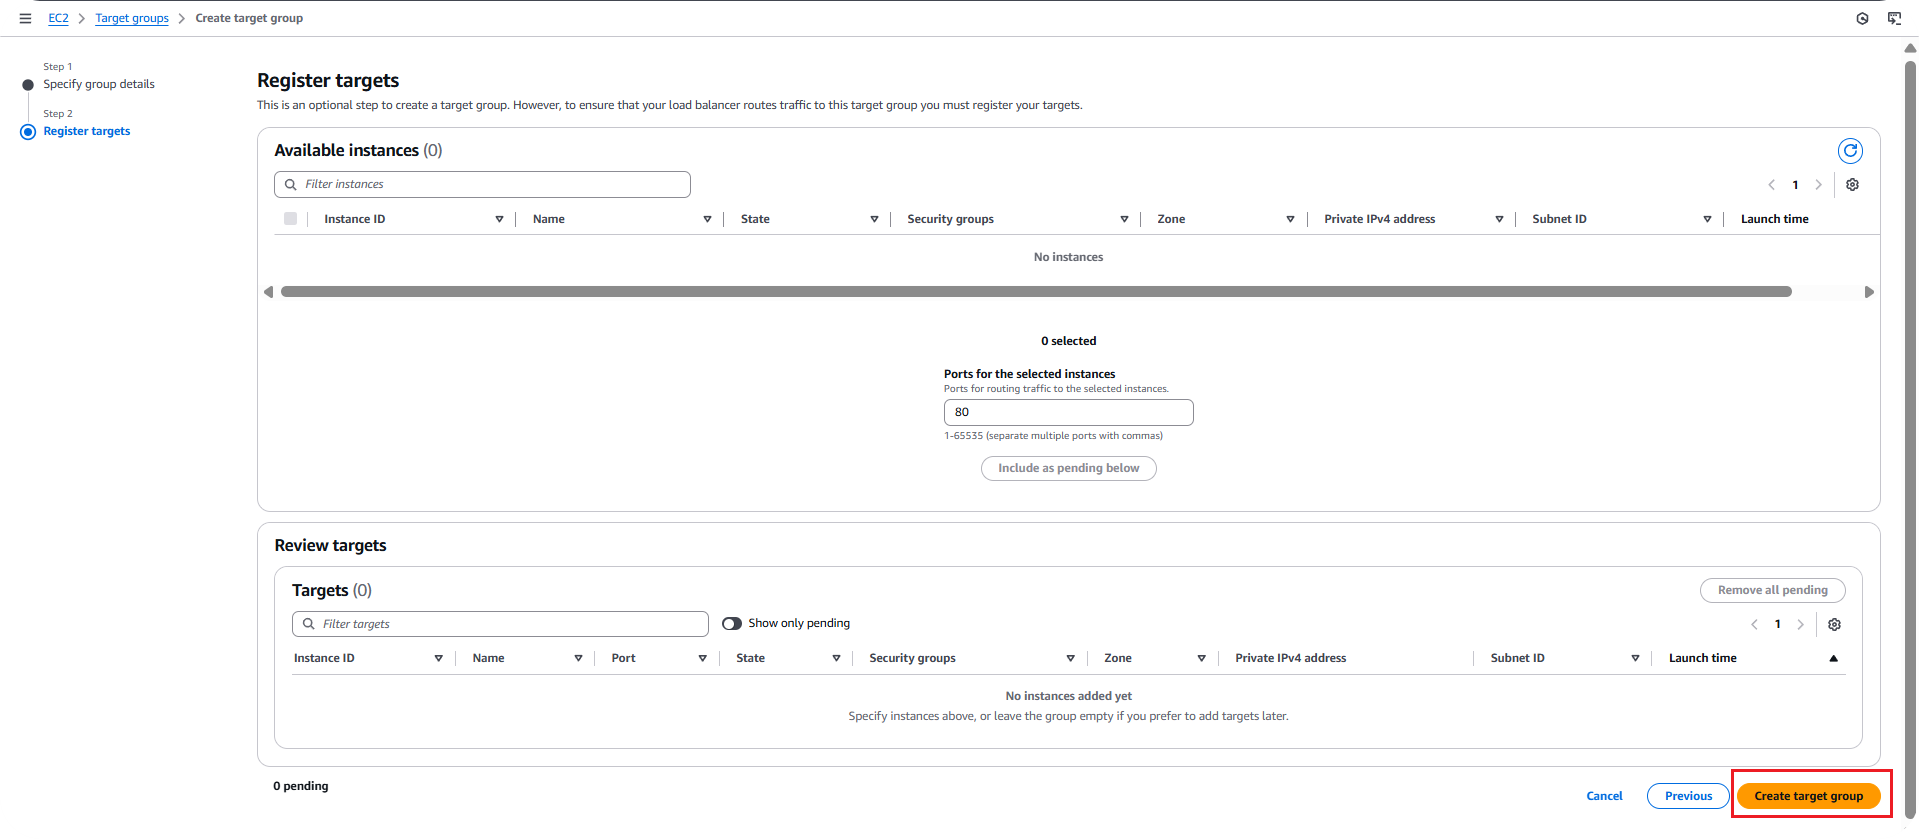 EC2 > Target groups > Create target group
Step 1
Specify group details
Step 2
Register targets
Register targets
This is an optional step to create a target group. However, to ensure that your load balancer routes traffic to this target group you must register your targets.
Available instances (0)
Filter instances
1
Instance ID Name State Security groups Zone Private IPv4 address Subnet ID Launch time
No instances
0 selected
Ports for the selected instances
Ports for routing traffic to the selected instances.
80
1-65535 (separate multiple ports with commas)
Include as pending below
Review targets
Targets (0)
Remove all pending
Filter targets Show only pending 1
Instance ID Name Port State Security groups Zone Private IPv4 address Subnet ID Launch time
No instances added yet
Specify instances above, or leave the group empty if you prefer to add targets later.
0 pending
Cancel Previous Create target group